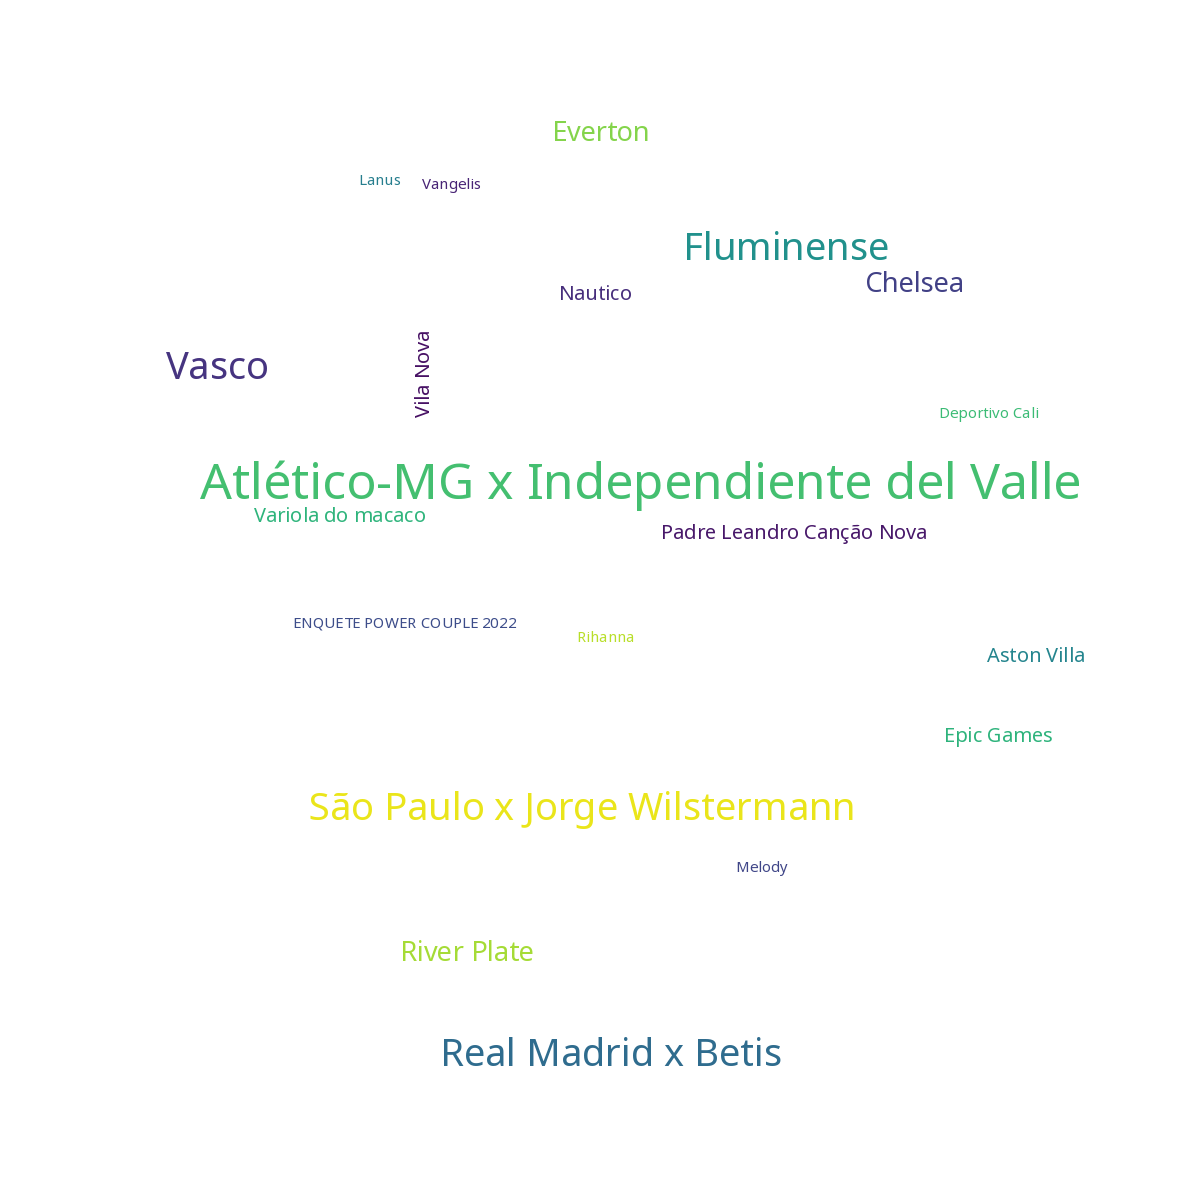 Everton
Lanus
Vangelis
Fluminense
Chelsea
Nautico
Vila Nova
Vasco
Deportivo Cali
Atlético-MG x Independiente del Valle
Variola do macaco
Padre Leandro Canção Nova
ENQUETE POWER COUPLE 2022
Rihanna
Aston Villa
Epic Games
São Paulo x Jorge Wilstermann
Melody
River Plate
Real Madrid x Betis